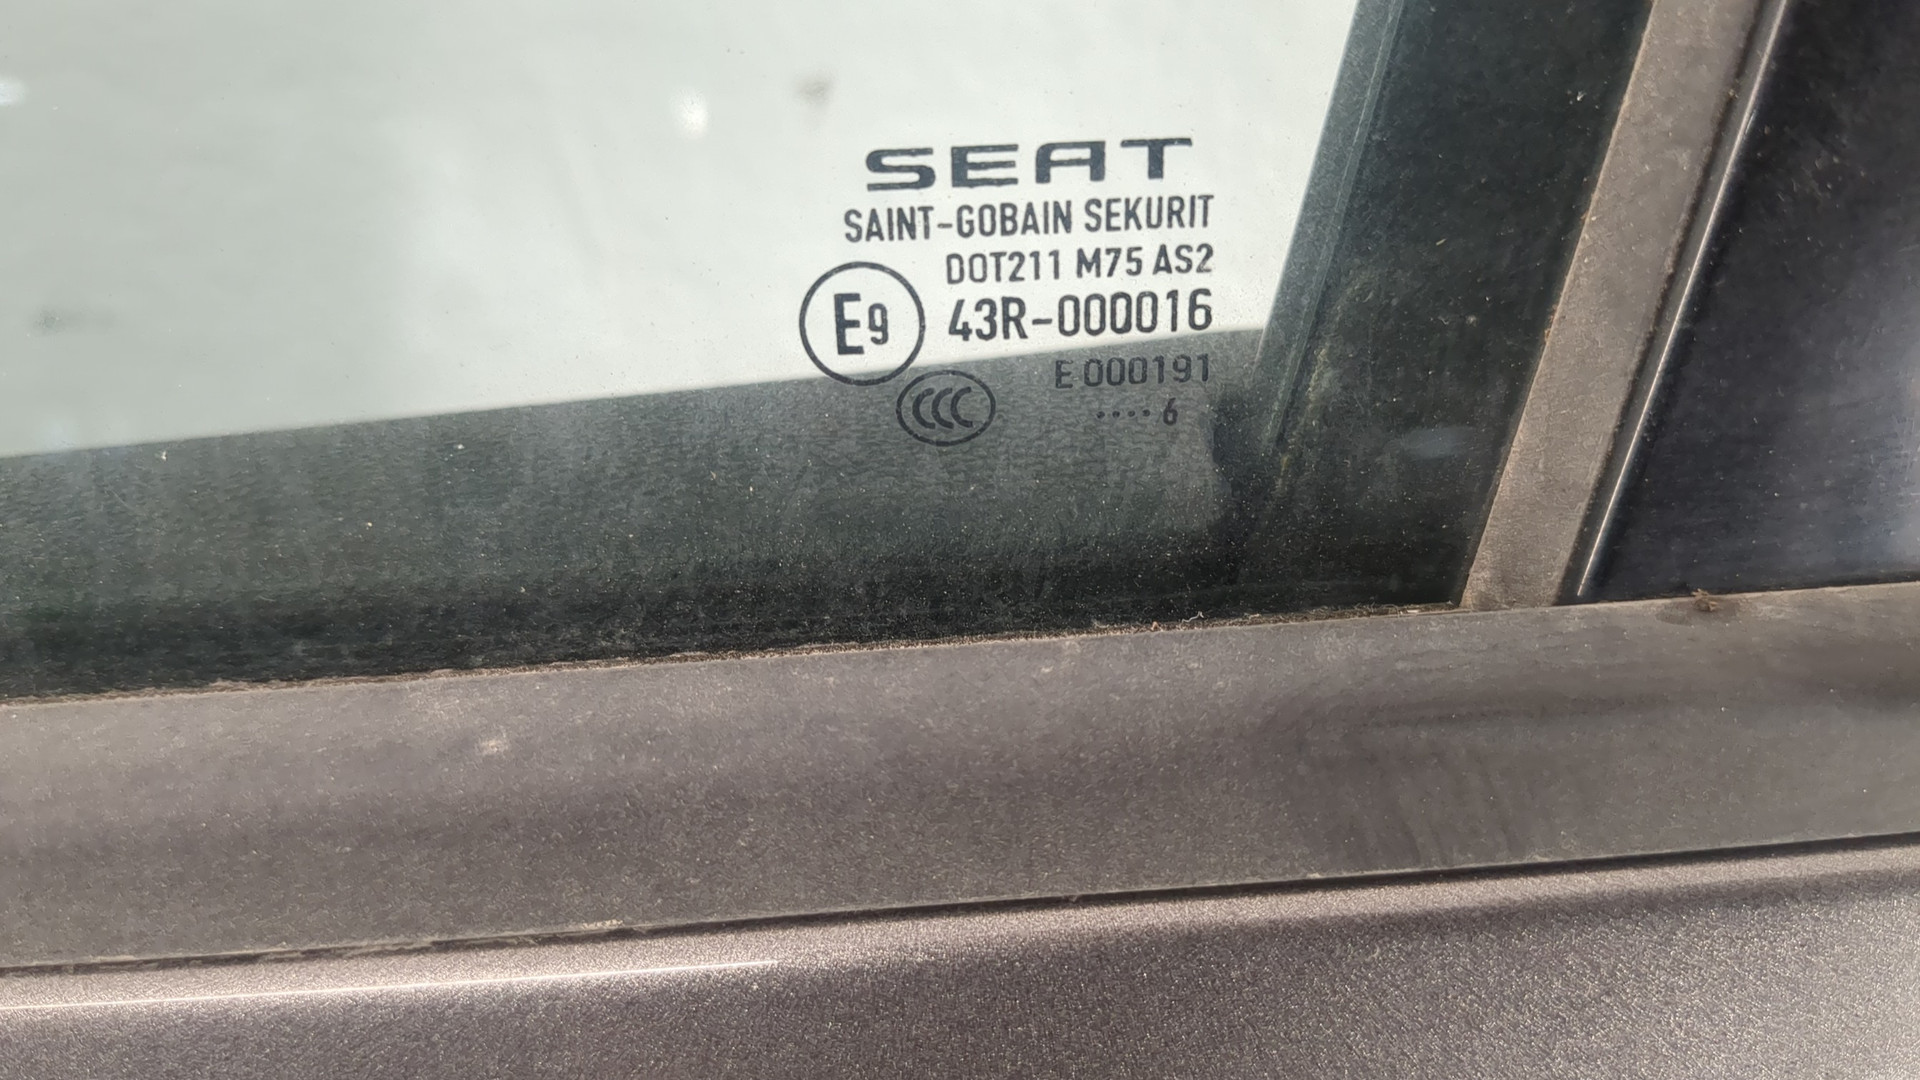 SEAT
SAINT-GOBAIN SEKURIT
DOT211 M75 AS2
E9 43R-000016
CCC E 000191
····6